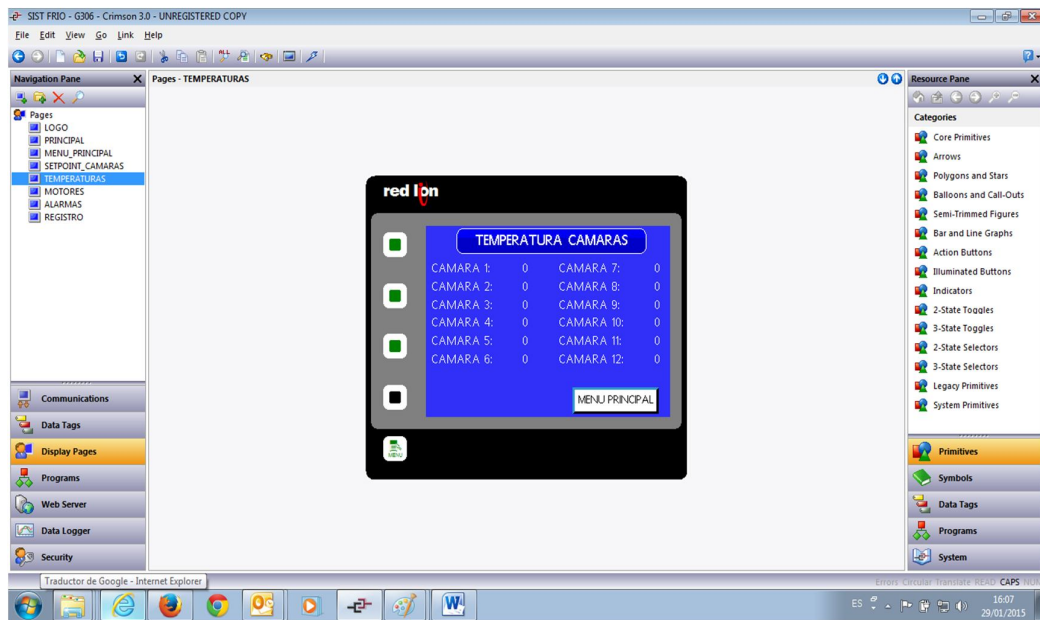 SIST FRIO - G306 - Crimson 3.0 - UNREGISTERED COPY
File Edit View Go Link Help
Navigation Pane X
Pages
LOGO
PRINCIPAL
MENU_PRINCIPAL
SETPOINT_CAMARAS
TEMPERATURAS
MOTORES
ALARMAS
REGISTRO
Communications
Data Tags
Display Pages
Programs
Web Server
Data Logger
Security
Pages - TEMPERATURAS
red lion
TEMPERATURA CAMARAS
CAMARA 1: 0 CAMARA 7: 0
CAMARA 2: 0 CAMARA 8: 0
CAMARA 3: 0 CAMARA 9: 0
CAMARA 4: 0 CAMARA 10: 0
CAMARA 5: 0 CAMARA 11: 0
CAMARA 6: 0 CAMARA 12: 0
MENU PRINCIPAL
MENU
Resource Pane X
Categories
Core Primitives
Arrows
Polygons and Stars
Balloons and Call-Outs
Semi-Trimmed Figures
Bar and Line Graphs
Action Buttons
Illuminated Buttons
Indicators
2-State Toggles
3-State Toggles
2-State Selectors
3-State Selectors
Legacy Primitives
System Primitives
Primitives
Symbols
Data Tags
Programs
System
Traductor de Google - Internet Explorer
Errors Circular Translate READ CAPS NUM
ES 16:07
29/01/2015